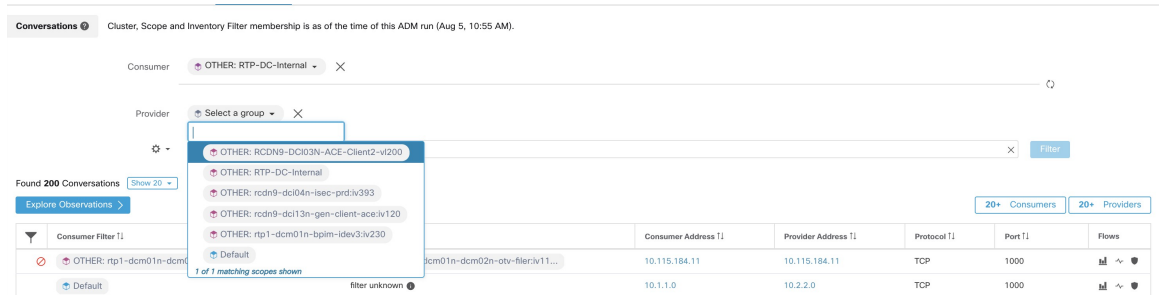 Conversations Cluster, Scope and Inventory Filter membership is as of the time of this ADM run (Aug 5, 10:55 AM).
Consumer OTHER: RTP-DC-Internal
Provider Select a group
OTHER: RCDN9-DCI03N-ACE-Client2-vl200
Filter
OTHER: RTP-DC-Internal
Found 200 Conversations Show 20
OTHER: rcdn9-dci04n-isec-prd:iv393
Explore Observations
OTHER: rcdn9-dci13n-gen-client-ace:iv120
20+ Consumers 20+ Providers
OTHER: rtp1-dcm01n-bpim-idev3:iv230
Default
1 of 1 matching scopes shown
Consumer Filter Consumer Address Provider Address Protocol Port Flows
OTHER: rtp1-dcm01n-dcm0 dcm01n-dcm02n-otv-filer:iv11... 10.115.184.11 10.115.184.11 TCP 1000
Default filter unknown 10.1.1.0 10.2.2.0 TCP 1000